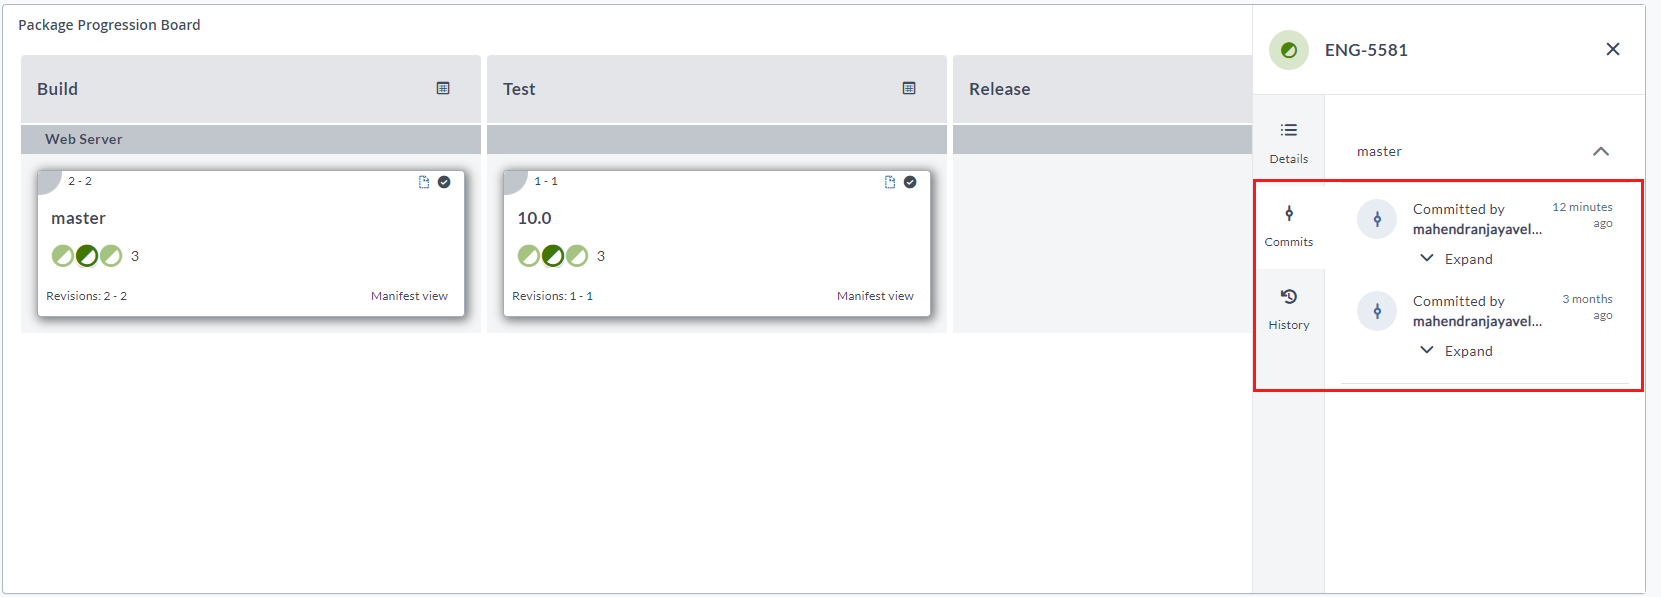 Package Progression Board
Build
Test
Release
Web Server
2 - 2
master
3
Revisions: 2 - 2
Manifest view
1 - 1
10.0
3
Revisions: 1 - 1
Manifest view
ENG-5581
Details
Commits
History
master
Committed by
mahendranjayavel...
12 minutes
ago
Expand
Committed by
mahendranjayavel...
3 months
ago
Expand